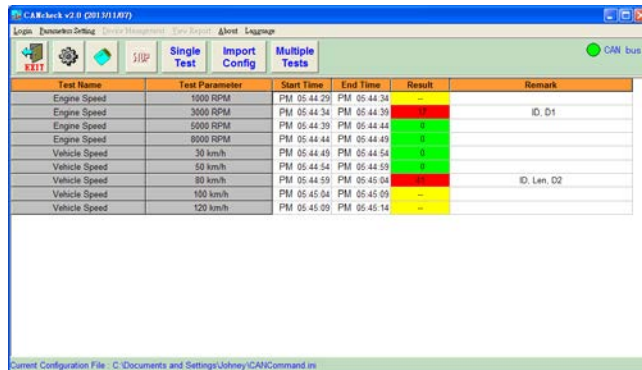 CANcheck v2.0 (2013/11/07)
Login Parameters Setting Device Management View Report About Language
EXIT STOP Single Test Import Config Multiple Tests CAN bus
Test Name Test Parameter Start Time End Time Result Remark
Engine Speed 1000 RPM PM 05:44:29 PM 05:44:34 --
Engine Speed 3000 RPM PM 05:44:34 PM 05:44:39 ID, D1
Engine Speed 5000 RPM PM 05:44:39 PM 05:44:44 0
Engine Speed 8000 RPM PM 05:44:44 PM 05:44:49 0
Vehicle Speed 30 km/h PM 05:44:49 PM 05:44:54 0
Vehicle Speed 50 km/h PM 05:44:54 PM 05:44:59 0
Vehicle Speed 80 km/h PM 05:44:59 PM 05:45:04 ID, Len, D2
Vehicle Speed 100 km/h PM 05:45:04 PM 05:45:09 --
Vehicle Speed 120 km/h PM 05:45:09 PM 05:45:14 --
Current Configuration File : C:\Documents and Settings\Johney\CANCommand.ini